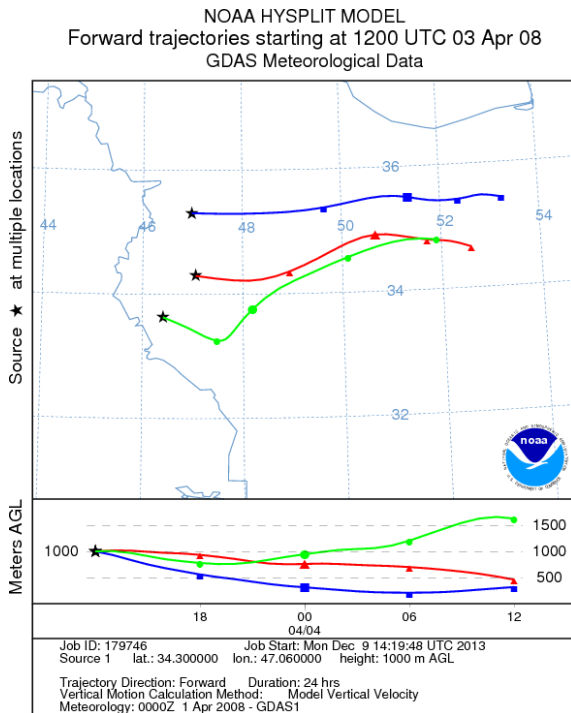 NOAA HYSPLIT MODEL
Forward trajectories starting at 1200 UTC 03 Apr 08
GDAS Meteorological Data
Source ★ at multiple locations
36
44 46 48 50 52 54
34
32
noaa
Meters AGL
1500
1000 1000
500
18 00 06 12
04/04
Job ID: 179746 Job Start: Mon Dec 9 14:19:48 UTC 2013
Source 1 lat.: 34.300000 lon.: 47.060000 height: 1000 m AGL
Trajectory Direction: Forward Duration: 24 hrs
Vertical Motion Calculation Method: Model Vertical Velocity
Meteorology: 0000Z 1 Apr 2008 - GDAS1